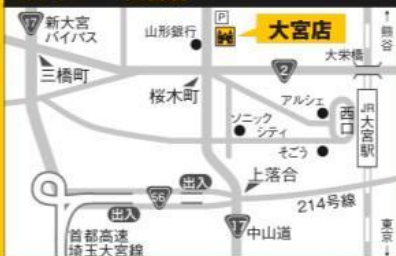 17
新大宮
バイパス
山形銀行
P
大宮店
↑
熊谷
大栄橋
三橋町
2
桜木町
アルシェ
ソニック
シティ
西口
JR
大宮駅
そごう
上落合
出入
56
214号線
出入
17
中山道
首都高速
埼玉大宮線
東京
↓